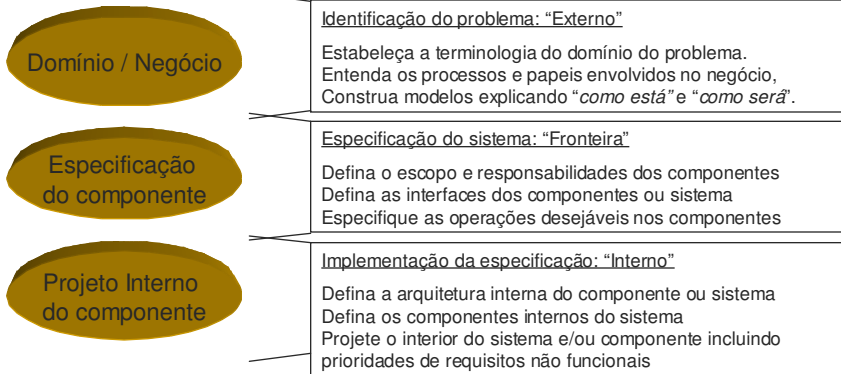 Domínio / Negócio
Identificação do problema: “Externo”
Estabeleça a terminologia do domínio do problema.
Entenda os processos e papeis envolvidos no negócio,
Construa modelos explicando “como está” e “como será”.
Especificação
do componente
Especificação do sistema: “Fronteira”
Defina o escopo e responsabilidades dos componentes
Defina as interfaces dos componentes ou sistema
Especifique as operações desejáveis nos componentes
Projeto Interno
do componente
Implementação da especificação: “Interno”
Defina a arquitetura interna do componente ou sistema
Defina os componentes internos do sistema
Projete o interior do sistema e/ou componente incluindo
prioridades de requisitos não funcionais